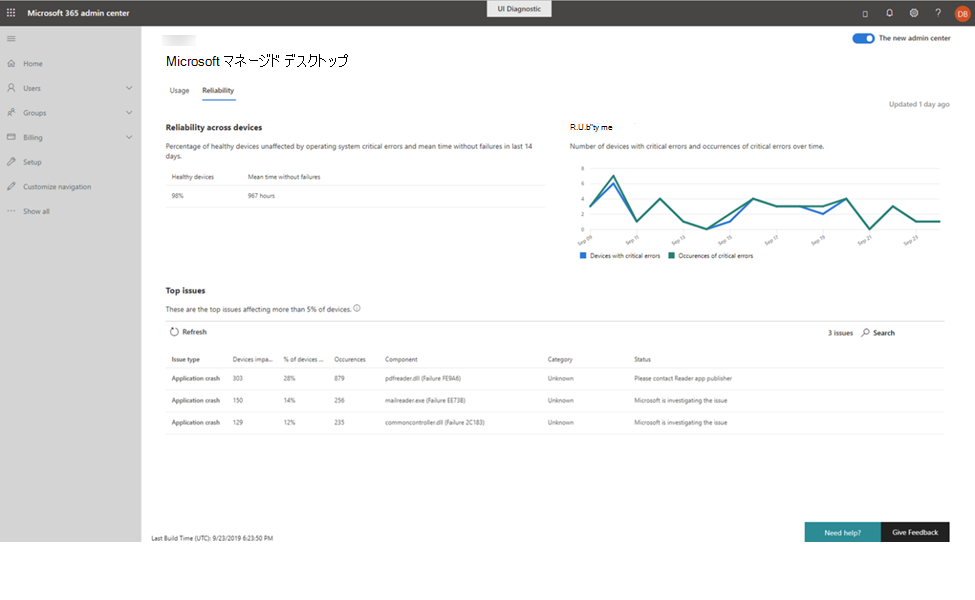 Microsoft 365 admin center
UI Diagnostic
?
DB
The new admin center
Home
Users
Groups
Billing
Setup
Customize navigation
Show all
Microsoft マネージド デスクトップ
Usage
Reliability
Updated 1 day ago
Reliability across devices
Percentage of healthy devices unaffected by operating system critical errors and mean time without failures in last 14
days.
Healthy devices Mean time without failures
98% 967 hours
R.U.b"ty me
Number of devices with critical errors and occurrences of critical errors over time.
8
6
4
2
0
Sep 09 Sep 11 Sep 13 Sep 15 Sep 17 Sep 19 Sep 21 Sep 23
Devices with critical errors Occurences of critical errors
Top issues
These are the top issues affecting more than 5% of devices.
Refresh
3 issues Search
Issue type Devices impa... % of devices ... Occurences Component Category Status
Application crash 303 28% 879 pdfreader.dll (Failure FE9A6) Unknown Please contact Reader app publisher
Application crash 150 14% 256 mailreader.exe (Failure EE73B) Unknown Microsoft is investigating the issue
Application crash 129 12% 235 commoncontroller.dll (Failure 2C183) Unknown Microsoft is investigating the issue
Last Build Time (UTC): 9/23/2019 6:23:50 PM
Need help?
Give Feedback